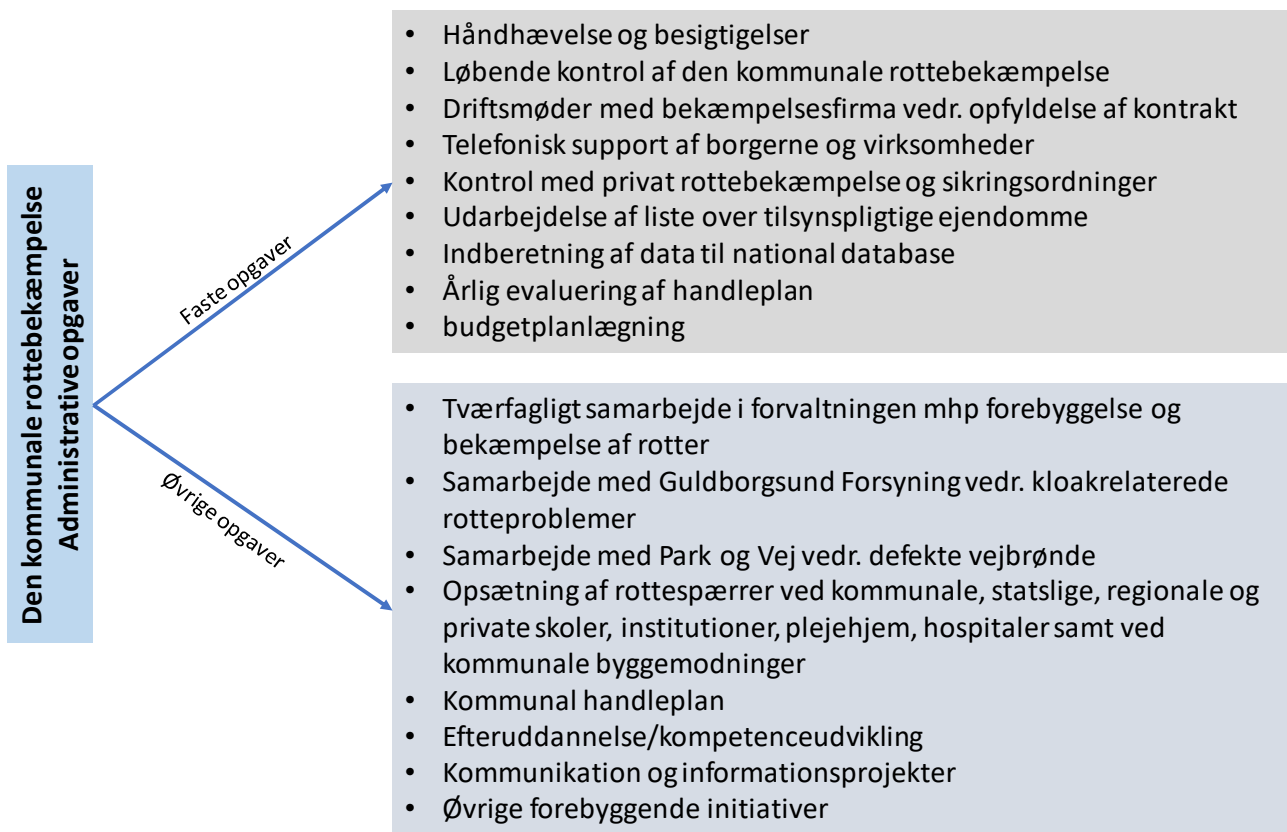 Den kommunale rottebekæmpelse
Administrative opgaver
Faste opgaver
• Håndhævelse og besigtigelser
• Løbende kontrol af den kommunale rottebekæmpelse
• Driftsmøder med bekæmpelsesfirma vedr. opfyldelse af kontrakt
• Telefonisk support af borgerne og virksomheder
• Kontrol med privat rottebekæmpelse og sikringsordninger
• Udarbejdelse af liste over tilsynspligtige ejendomme
• Indberetning af data til national database
• Årlig evaluering af handleplan
• budgetplanlægning
Øvrige opgaver
• Tværfagligt samarbejde i forvaltningen mhp forebyggelse og
bekæmpelse af rotter
• Samarbejde med Guldborgsund Forsyning vedr. kloakrelaterede
rotteproblemer
• Samarbejde med Park og Vej vedr. defekte vejbrønde
• Opsætning af rottespærrer ved kommunale, statslige, regionale og
private skoler, institutioner, plejehjem, hospitaler samt ved
kommunale byggemodninger
• Kommunal handleplan
• Efteruddannelse/kompetenceudvikling
• Kommunikation og informationsprojekter
• Øvrige forebyggende initiativer